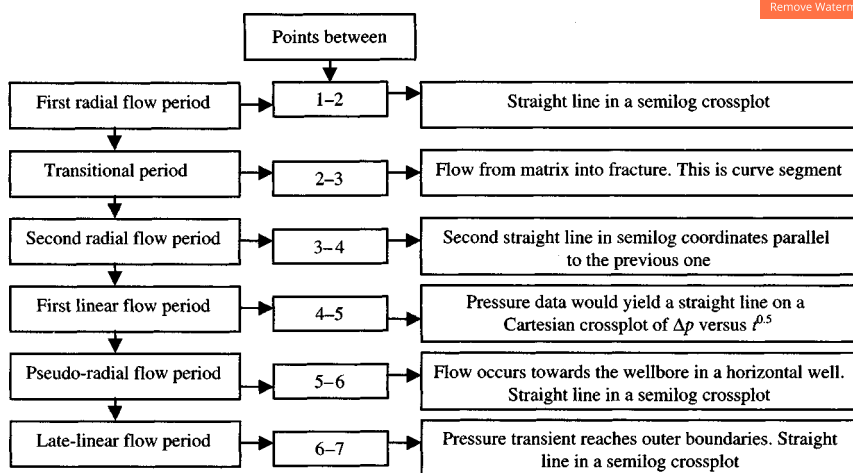 Remove Waterm
Points between
First radial flow period
1–2
Straight line in a semilog crossplot
Transitional period
2–3
Flow from matrix into fracture. This is curve segment
Second radial flow period
3–4
Second straight line in semilog coordinates parallel
to the previous one
First linear flow period
4–5
Pressure data would yield a straight line on a
Cartesian crossplot of Δp versus t^0.5
Pseudo-radial flow period
5–6
Flow occurs towards the wellbore in a horizontal well.
Straight line in a semilog crossplot
Late-linear flow period
6–7
Pressure transient reaches outer boundaries. Straight
line in a semilog crossplot